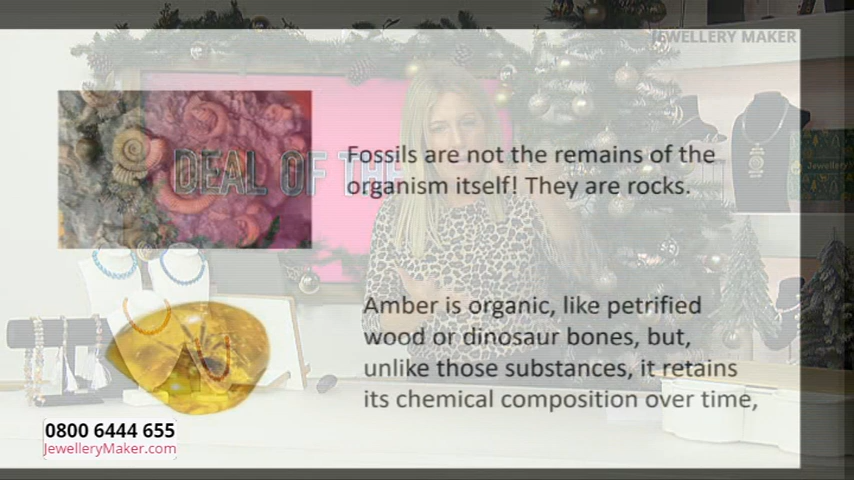 JEWELLERY MAKER
DEAL OF THE
Fossils are not the remains of the
organism itself! They are rocks.
Amber is organic, like petrified
wood or dinosaur bones, but,
unlike those substances, it retains
its chemical composition over time,
Jewellery
0800 6444 655
JewelleryMaker.com